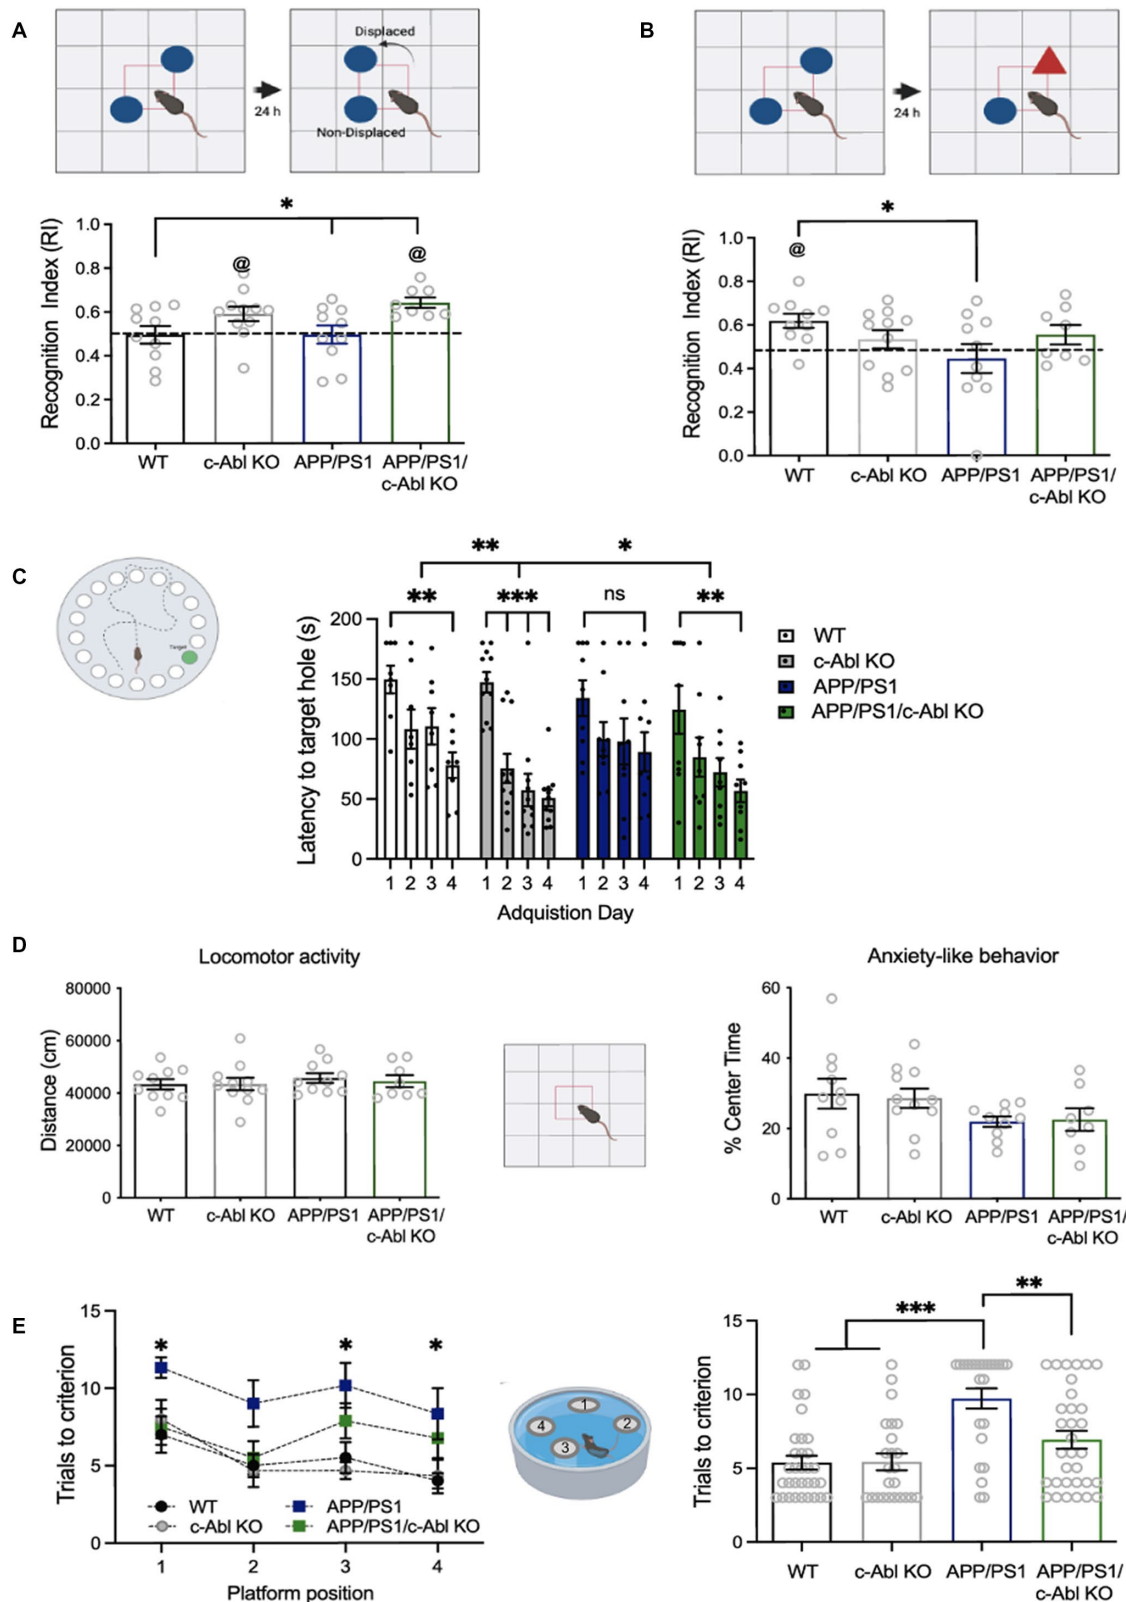 A
Displaced
24 h
Non-Displaced
*
Recognition Index (RI)
1.0
0.8
0.6
0.4
0.2
0.0
@
@
WT
c-Abl KO
APP/PS1
APP/PS1/
c-Abl KO
B
24 h
*
Recognition Index (RI)
1.0
0.8
0.6
0.4
0.2
0.0
@
WT
c-Abl KO
APP/PS1
APP/PS1/
c-Abl KO
C
Target
** *
** *** ns **
Latency to target hole (s)
200
150
100
50
0
1 2 3 4 1 2 3 4 1 2 3 4 1 2 3 4
Adquistion Day
WT
c-Abl KO
APP/PS1
APP/PS1/c-Abl KO
D
Locomotor activity
Distance (cm)
80000
60000
40000
20000
0
WT
c-Abl KO
APP/PS1
APP/PS1/
c-Abl KO
Anxiety-like behavior
% Center Time
60
40
20
0
WT
c-Abl KO
APP/PS1
APP/PS1/
c-Abl KO
E
Trials to criterion
15
10
5
0
* * *
WT
c-Abl KO
APP/PS1
APP/PS1/c-Abl KO
1 2 3 4
Platform position
1
2
3
4
*** **
Trials to criterion
15
10
5
0
WT
c-Abl KO
APP/PS1
APP/PS1/
c-Abl KO